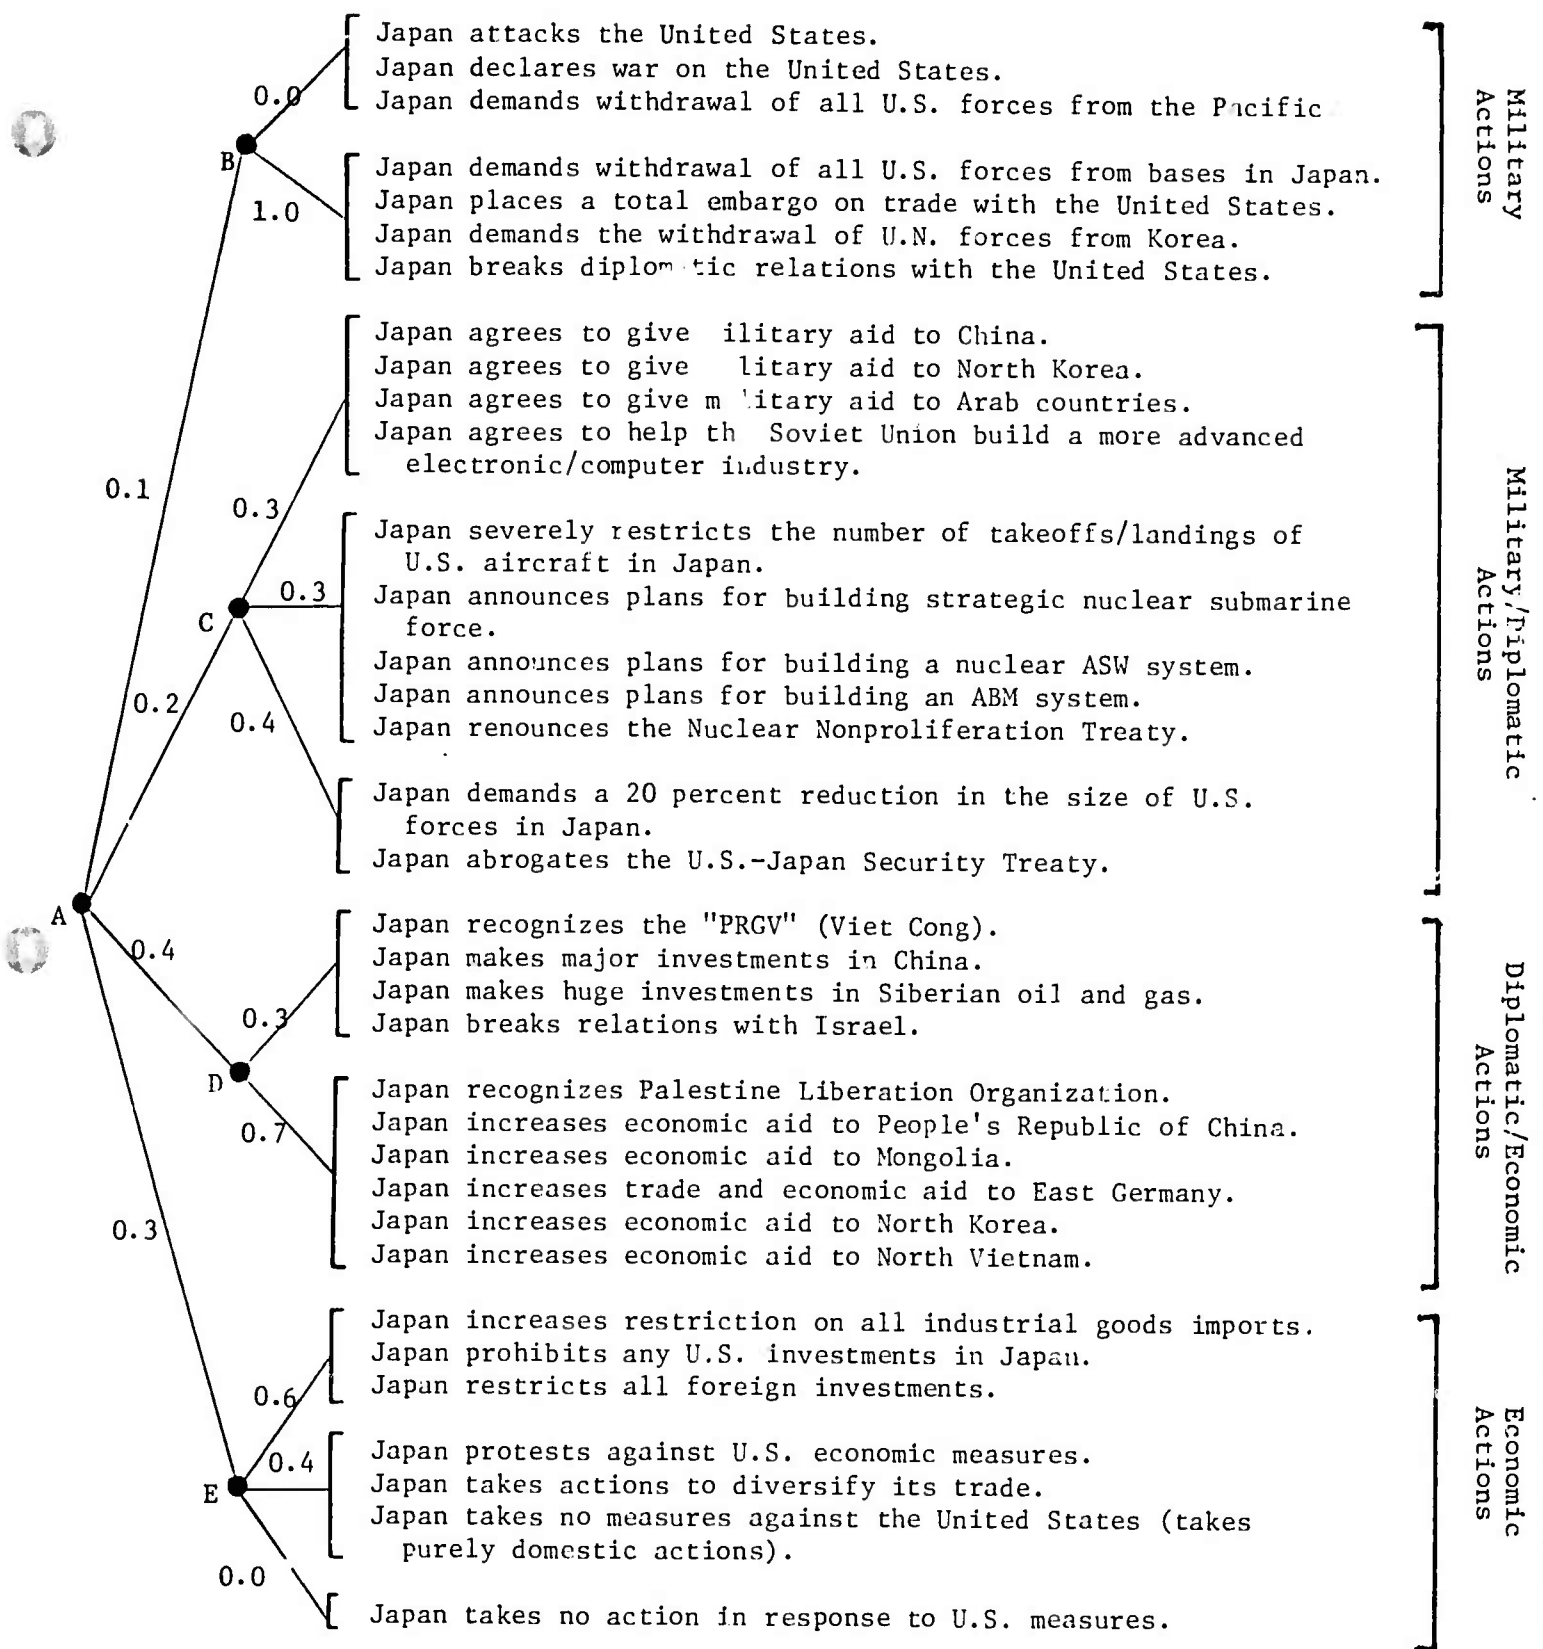 Japan attacks the United States.
Japan declares war on the United States.
Japan demands withdrawal of all U.S. forces from the Pacific
0.0
B
1.0
Japan demands withdrawal of all U.S. forces from bases in Japan.
Japan places a total embargo on trade with the United States.
Japan demands the withdrawal of U.N. forces from Korea.
Japan breaks diplom tic relations with the United States.
Military
Actions
Japan agrees to give ilitary aid to China.
Japan agrees to give litary aid to North Korea.
Japan agrees to give m itary aid to Arab countries.
Japan agrees to help th Soviet Union build a more advanced
electronic/computer industry.
0.1
0.3
Japan severely restricts the number of takeoffs/landings of
U.S. aircraft in Japan.
Japan announces plans for building strategic nuclear submarine
force.
Japan announces plans for building a nuclear ASW system.
Japan announces plans for building an ABM system.
Japan renounces the Nuclear Nonproliferation Treaty.
0.3
C
0.2
0.4
Japan demands a 20 percent reduction in the size of U.S.
forces in Japan.
Japan abrogates the U.S.-Japan Security Treaty.
Military/Diplomatic
Actions
A
0.4
Japan recognizes the "PRGV" (Viet Cong).
Japan makes major investments in China.
Japan makes huge investments in Siberian oil and gas.
Japan breaks relations with Israel.
0.3
D
0.7
Japan recognizes Palestine Liberation Organization.
Japan increases economic aid to People's Republic of China.
Japan increases economic aid to Mongolia.
Japan increases trade and economic aid to East Germany.
Japan increases economic aid to North Korea.
Japan increases economic aid to North Vietnam.
Diplomatic/Economic
Actions
0.3
Japan increases restriction on all industrial goods imports.
Japan prohibits any U.S. investments in Japan.
Japan restricts all foreign investments.
0.6
0.4
E
Japan protests against U.S. economic measures.
Japan takes actions to diversify its trade.
Japan takes no measures against the United States (takes
purely domestic actions).
0.0
Japan takes no action in response to U.S. measures.
Economic
Actions